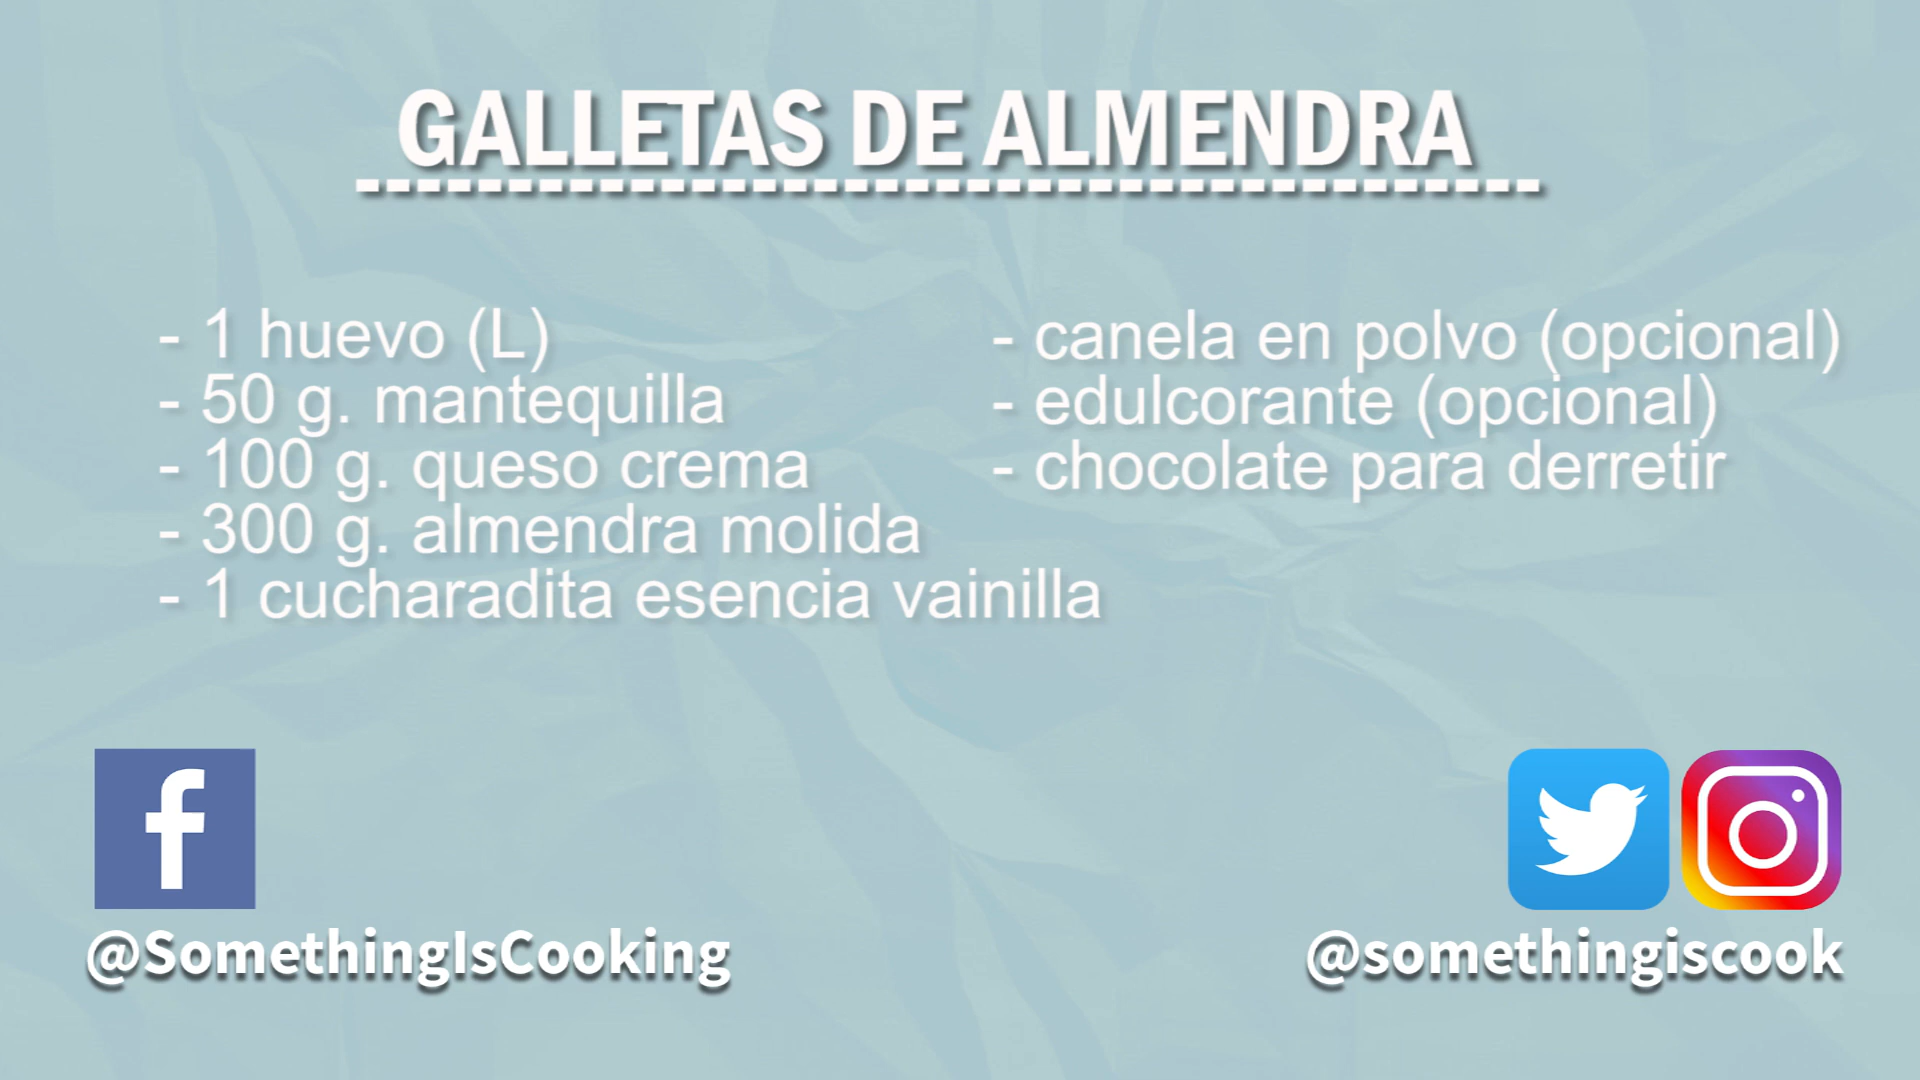 GALLETAS DE ALMENDRA
- 1 huevo (L)
- 50 g. mantequilla
- 100 g. queso crema
- 300 g. almendra molida
- 1 cucharadita esencia vainilla
- canela en polvo (opcional)
- edulcorante (opcional)
- chocolate para derretir
@SomethingIsCooking
@somethingiscook